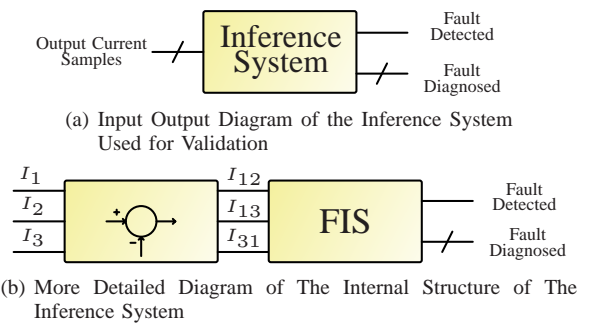 Output Current
Samples
Inference
System
Fault
Detected
Fault
Diagnosed
(a) Input Output Diagram of the Inference System
Used for Validation
I₁
I₂
I₃
+
-
I₁₂
I₁₃
I₃₁
FIS
Fault
Detected
Fault
Diagnosed
(b) More Detailed Diagram of The Internal Structure of The
Inference System